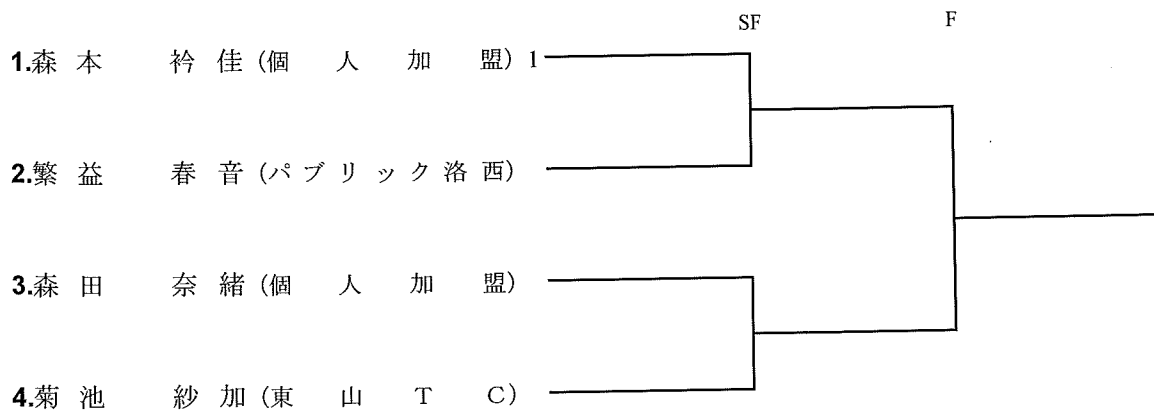 SF F
1.森本 衿佳(個人加盟) 1
2.繁益 春音(パブリック洛西)
3.森田 奈緒(個人加盟)
4.菊池 紗加(東山TC)